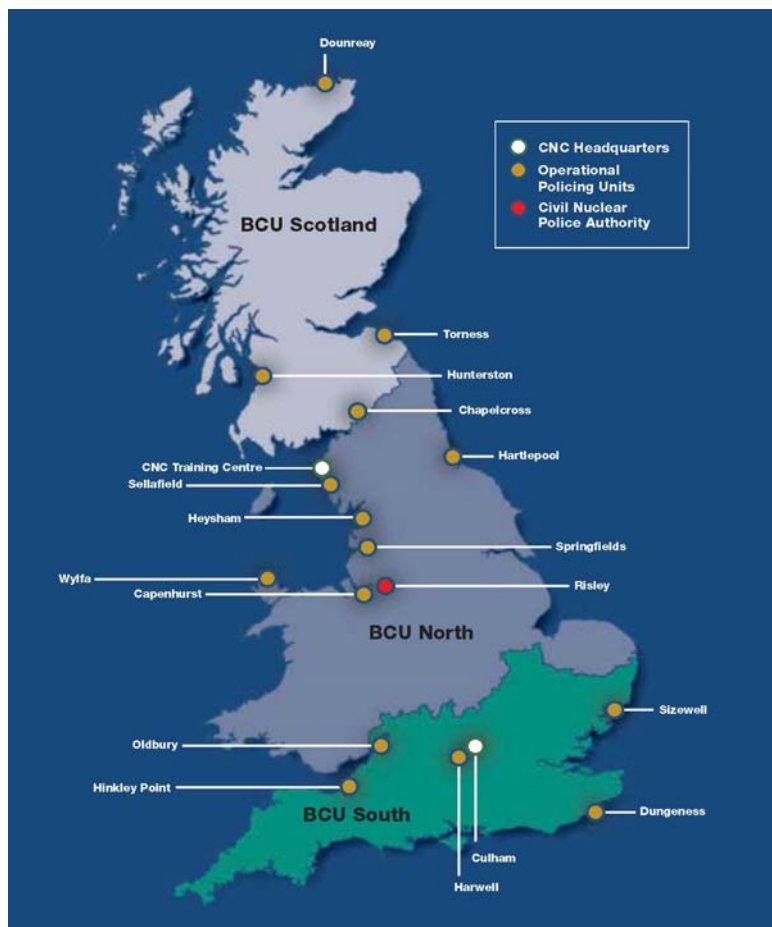 Dounreay
CNC Headquarters
Operational
Policing Units
Civil Nuclear
Police Authority
BCU Scotland
Torness
Hunterston
Chapelcross
Hartlepool
CNC Training Centre
Sellafield
Heysham
Springfields
Wylfa
Risley
Capenhurst
BCU North
Sizewell
Oldbury
Hinkley Point
BCU South
Dungeness
Culham
Harwell